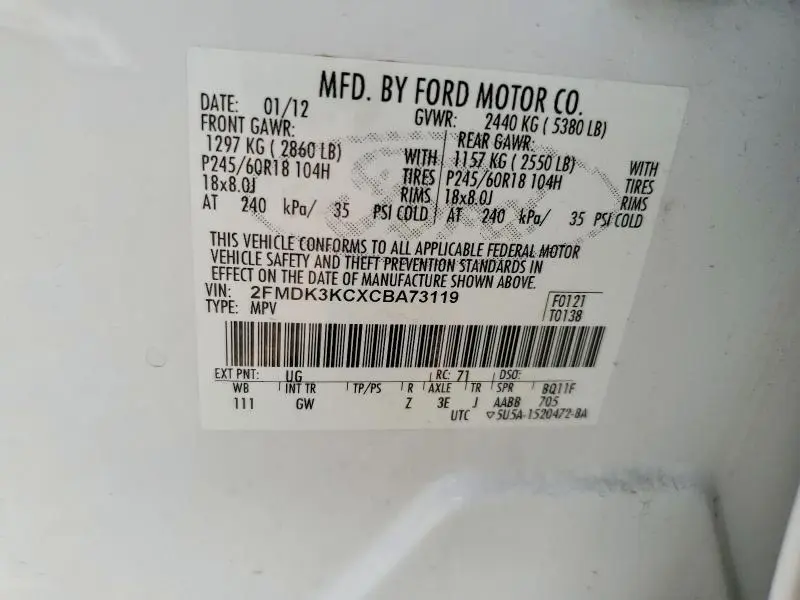 MFD. BY FORD MOTOR CO.
DATE: 01/12 GVWR: 2440 KG ( 5380 LB)
FRONT GAWR: REAR GAWR:
1297 KG ( 2860 LB) WITH 1157 KG ( 2550 LB) WITH
P245/60R18 104H TIRES P245/60R18 104H TIRES
18x8.0J RIMS 18x8.0J RIMS
AT 240 kPa/ 35 PSI COLD AT 240 kPa/ 35 PSI COLD
THIS VEHICLE CONFORMS TO ALL APPLICABLE FEDERAL MOTOR
VEHICLE SAFETY AND THEFT PREVENTION STANDARDS IN
EFFECT ON THE DATE OF MANUFACTURE SHOWN ABOVE.
VIN: 2FMDK3KCXCBA73119 F0121
TYPE: MPV T0138
EXT PNT: UG RC: 71 DSO:
WB INT TR TP/PS R AXLE TR SPR BQ11F
111 GW Z 3E J AABB 705
UTC ▽5U5A-1520472-BA